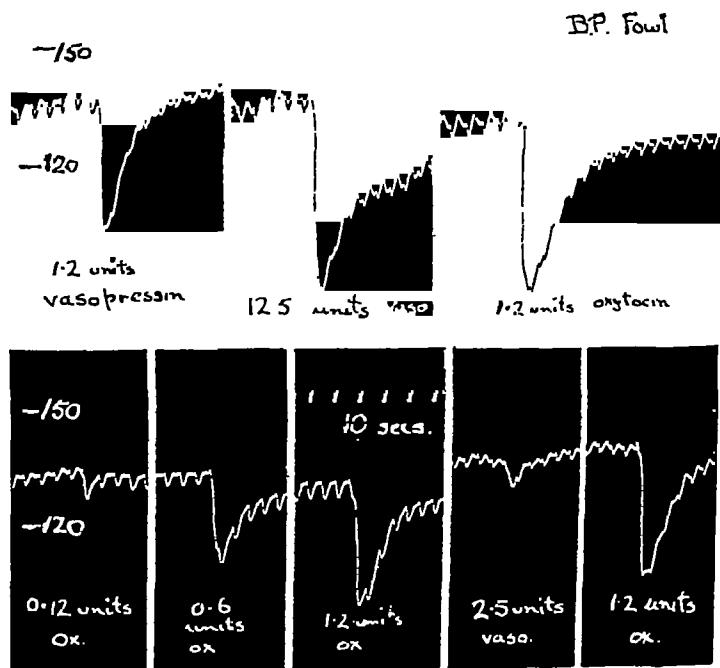 B.P. Fowl
-150
-120
1.2 units
vasopressin
12.5 units vaso
1.2 units oxytocin
-150
10 secs.
-120
0.12 units
ox.
0.6
units
ox
1.2 units
ox
2.5 units
vaso.
1.2 units
ox.